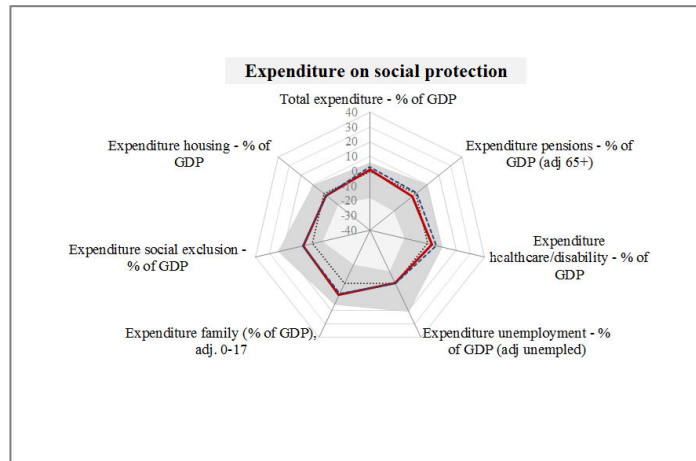 Expenditure on social protection
Total expenditure - % of GDP
40
30
20
10
0
-10
-20
-30
-40
Expenditure pensions - % of
GDP (adj 65+)
Expenditure
healthcare/disability - % of
GDP
Expenditure unemployment - %
of GDP (adj unempled)
Expenditure family (% of GDP),
adj. 0-17
Expenditure social exclusion -
% of GDP
Expenditure housing - % of
GDP